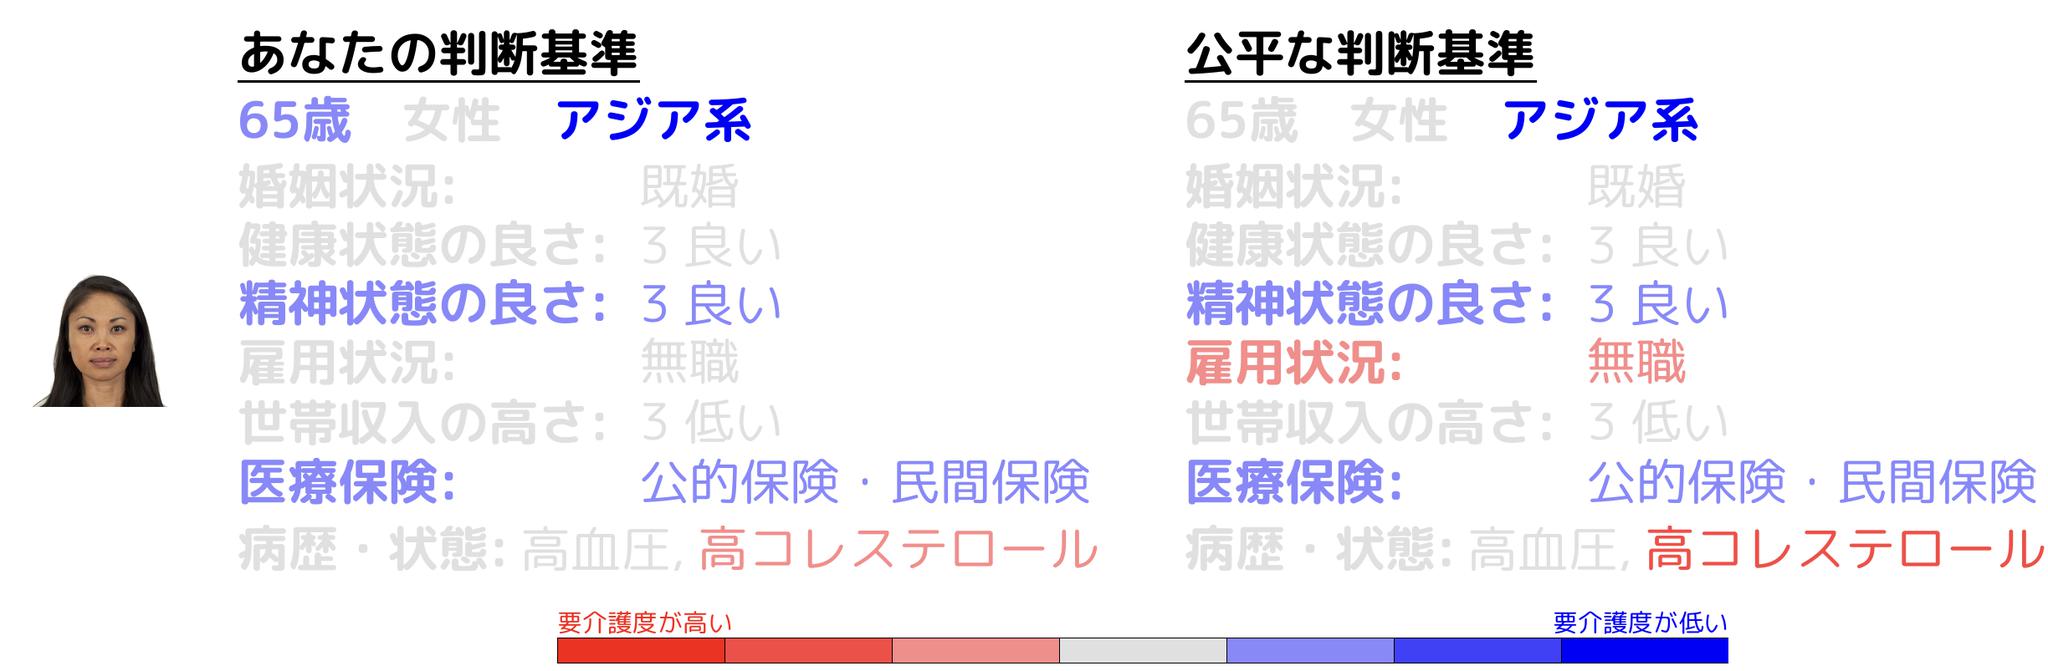 あなたの判断基準
65歳 女性 アジア系
婚姻状況: 既婚
健康状態の良さ: 3 良い
精神状態の良さ: 3 良い
雇用状況: 無職
世帯収入の高さ: 3 低い
医療保険: 公的保険・民間保険
病歴・状態: 高血圧, 高コレステロール
公平な判断基準
65歳 女性 アジア系
婚姻状況: 既婚
健康状態の良さ: 3 良い
精神状態の良さ: 3 良い
雇用状況: 無職
世帯収入の高さ: 3 低い
医療保険: 公的保険・民間保険
病歴・状態: 高血圧, 高コレステロール
要介護度が高い
要介護度が低い